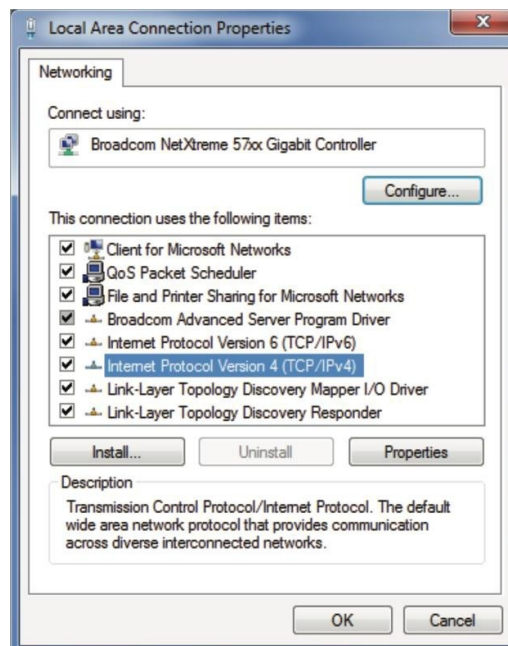 Local Area Connection Properties
Networking
Connect using:
Broadcom NetXtreme 57xx Gigabit Controller
Configure...
This connection uses the following items:
Client for Microsoft Networks
QoS Packet Scheduler
File and Printer Sharing for Microsoft Networks
Broadcom Advanced Server Program Driver
Internet Protocol Version 6 (TCP/IPv6)
Internet Protocol Version 4 (TCP/IPv4)
Link-Layer Topology Discovery Mapper I/O Driver
Link-Layer Topology Discovery Responder
Install... Uninstall Properties
Description
Transmission Control Protocol/Internet Protocol. The default
wide area network protocol that provides communication
across diverse interconnected networks.
OK Cancel